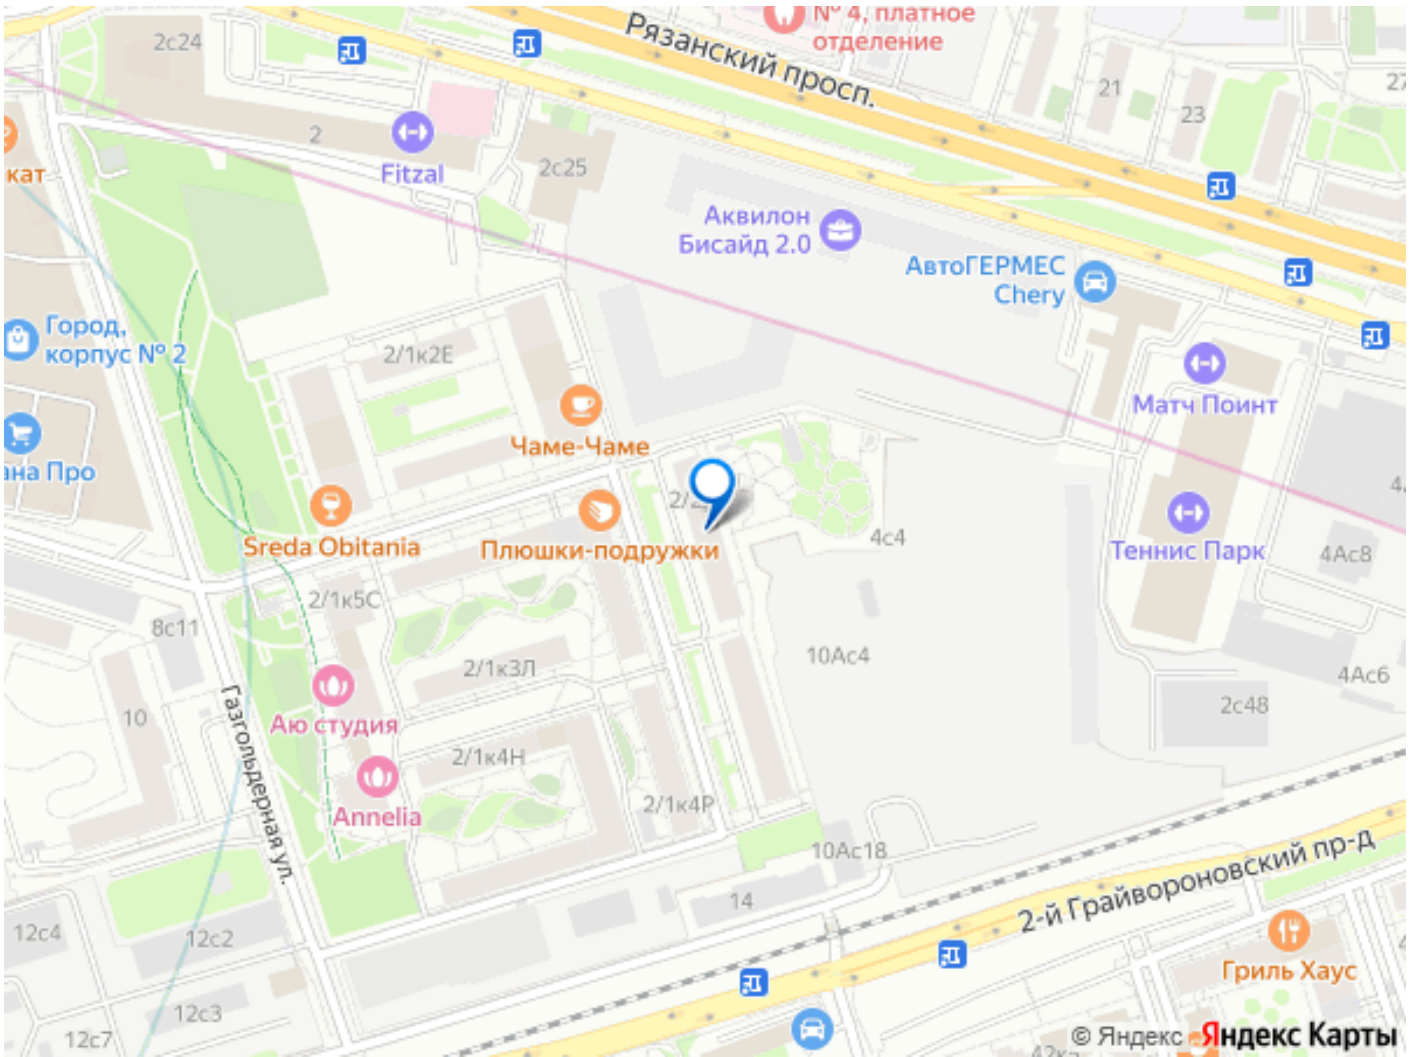 № 4, платное
отделение
Рязанский просп.
2с24
2
Fitzal
2с25
21
23
27
кат
Аквилон
Бисайд 2.0
АвтоГЕРМЕС
Chery
Город,
корпус № 2
2/1к2Е
Матч Поинт
Чаме-Чаме
ана Про
Sreda Obitania
Плюшки-подружки
4с4
Теннис Парк
4Ас8
2/1к5С
8с11
10Ас4
2/1к3Л
4Ас6
2с48
10
Аю студия
Газгольдерная ул.
2/1к4Н
Annelia
2/1к4Р
10Ас18
2-й Грайвороновский пр-д
14
12с4
12с2
Гриль Хаус
12с3
12с7
© Яндекс Яндекс Карты